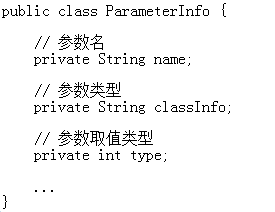 public class ParameterInfo {
// 参数名
private String name;
// 参数类型
private String classInfo;
// 参数取值类型
private int type;
...
}